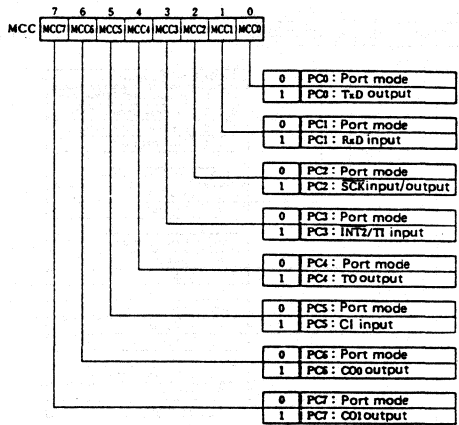 7 6 5 4 3 2 1 0
MCC MCC7 MCC6 MCC5 MCC4 MCC3 MCC2 MCC1 MCC0
0 PC0 : Port mode
1 PC0 : TxD output
0 PC1 : Port mode
1 PC1 : RxD input
0 PC2 : Port mode
1 PC2 : SCK input/output
0 PC3 : Port mode
1 PC3 : INT2/TI input
0 PC4 : Port mode
1 PC4 : TO output
0 PC5 : Port mode
1 PC5 : CI input
0 PC6 : Port mode
1 PC6 : CO0 output
0 PC7 : Port mode
1 PC7 : CO1 output